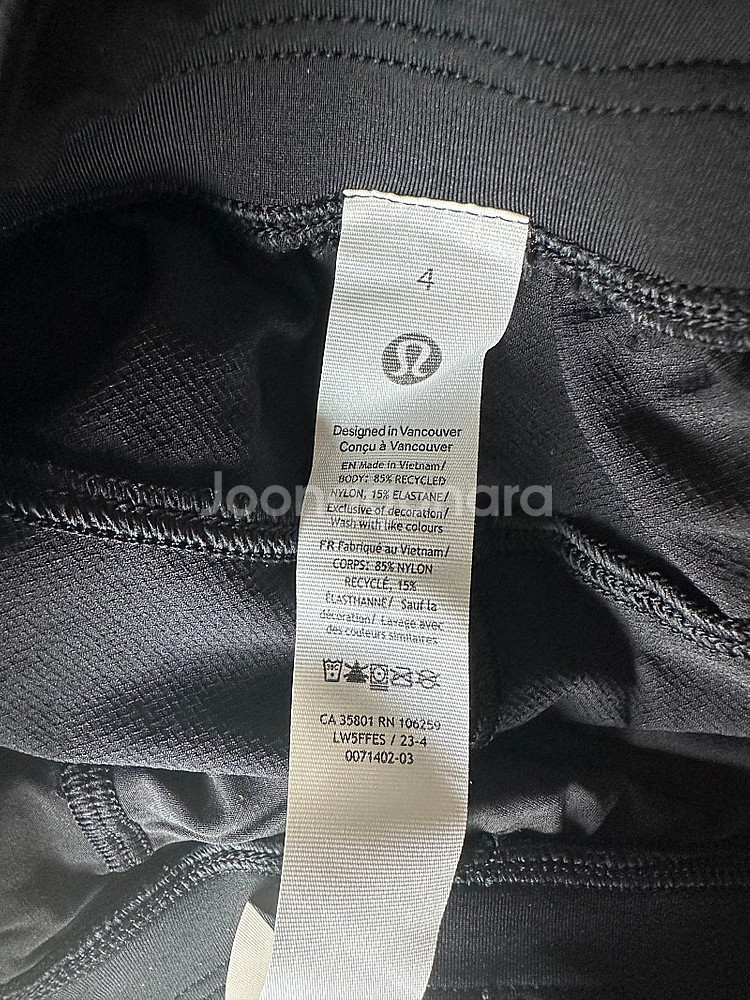 4
Designed in Vancouver
Conçu à Vancouver
EN Made in Vietnam/
BODY: 85% RECYCLED
NYLON, 15% ELASTANE/
Exclusive of decoration/
Wash with like colours
FR Fabriqué au Vietnam/
CORPS: 85% NYLON
RECYCLÉ, 15%
ÉLASTHANNE/ Sauf la
décoration/ Lavage avec
des couleurs similaires
CA 35801 RN 106259
LW5FFES / 23-4
0071402-03